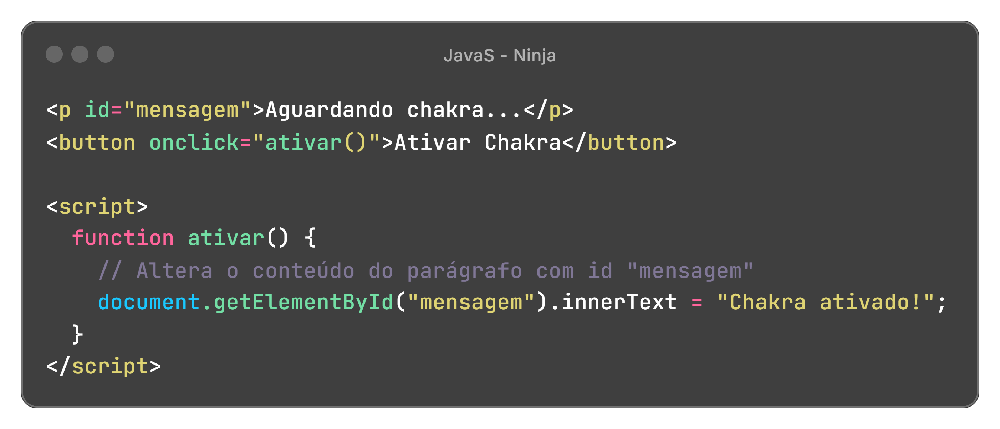 JavaS - Ninja
<p id="mensagem">Aguardando chakra...</p>
<button onclick="ativar()">Ativar Chakra</button>
<script>
  function ativar() {
    // Altera o conteúdo do parágrafo com id "mensagem"
    document.getElementById("mensagem").innerText = "Chakra ativado!";
  }
</script>